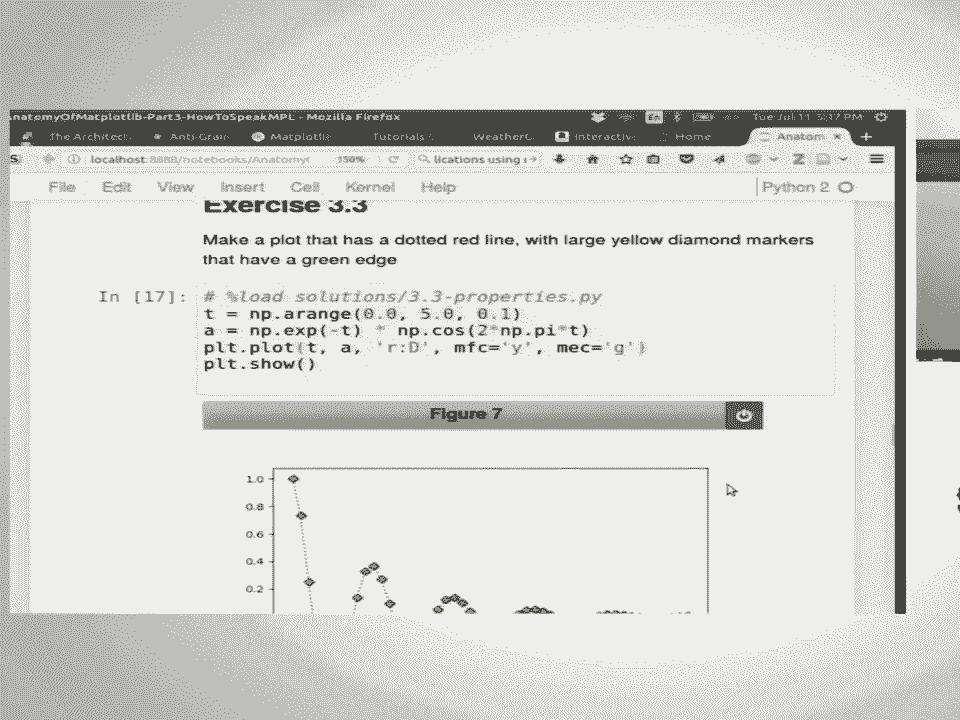 AnatomyOfMatplotlib-Part3-HowToSpeakMPL - Mozilla Firefox
En
Tue Jul 11 5:37 PM
The Architect
Anti-Grain
Matplotlib
Tutorials
WeatherC
Interactiv
Home
Anatom ×
+
S
localhost:8888/notebooks/Anatomy
150%
lications using
Z
File
Edit
View
Insert
Cell
Kernel
Help
Python 2
Exercise 3.3
Make a plot that has a dotted red line, with large yellow diamond markers
that have a green edge
In [17]:
# %load solutions/3.3-properties.py
t = np.arange(0.0, 5.0, 0.1)
a = np.exp(-t) * np.cos(2*np.pi*t)
plt.plot(t, a, 'r:D', mfc='y', mec='g')
plt.show()
Figure 7
1.0
0.8
0.6
0.4
0.2